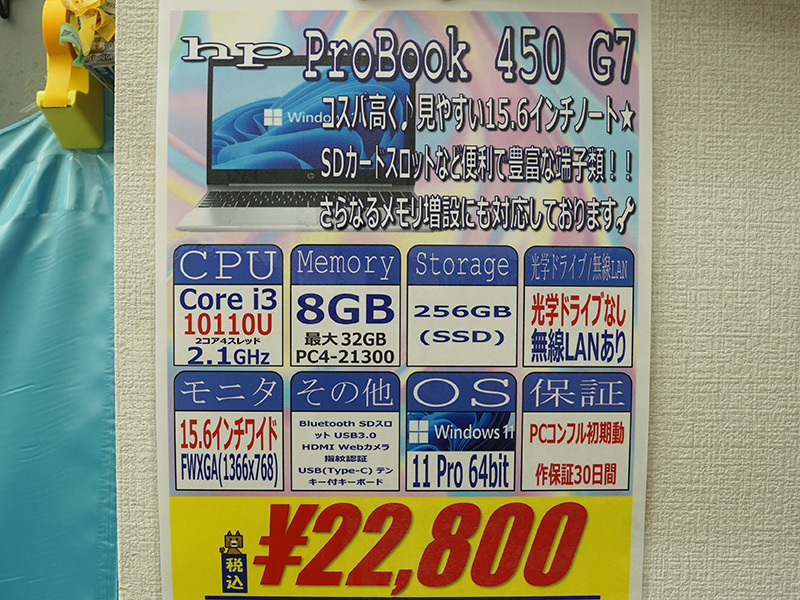 hp ProBook 450 G7
コスパ高く♪見やすい15.6インチノート★
SDカードスロットなど便利で豊富な端子類！！
さらなるメモリ増設にも対応しております
CPU
Core i3
10110U
2コア4スレッド
2.1GHz
Memory
8GB
最大32GB
PC4-21300
Storage
256GB
(SSD)
光学ドライブ/無線LAN
光学ドライブなし
無線LANあり
モニタ
15.6インチワイド
FWXGA(1366x768)
その他
Bluetooth SDスロ
ット USB3.0
HDMI Webカメラ
指紋認証
USB(Type-C) テン
キー付キーボード
OS
Windows 11
11 Pro 64bit
保証
PCコンフル初期動
作保証30日間
税込
¥22,800